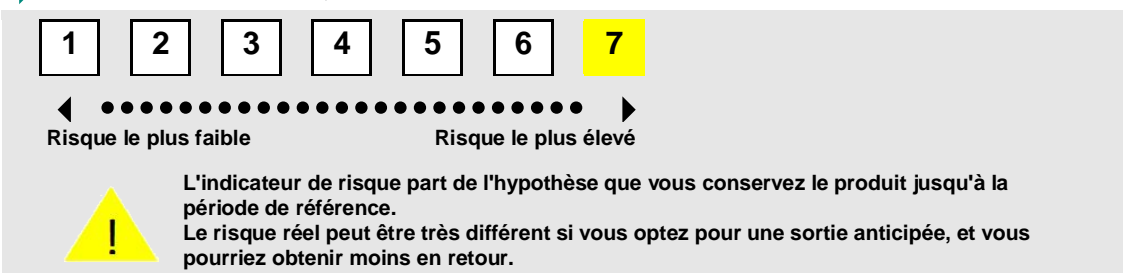 1 2 3 4 5 6 7
Risque le plus faible Risque le plus élevé
L'indicateur de risque part de l'hypothèse que vous conservez le produit jusqu'à la
période de référence.
! Le risque réel peut être très différent si vous optez pour une sortie anticipée, et vous
pourriez obtenir moins en retour.